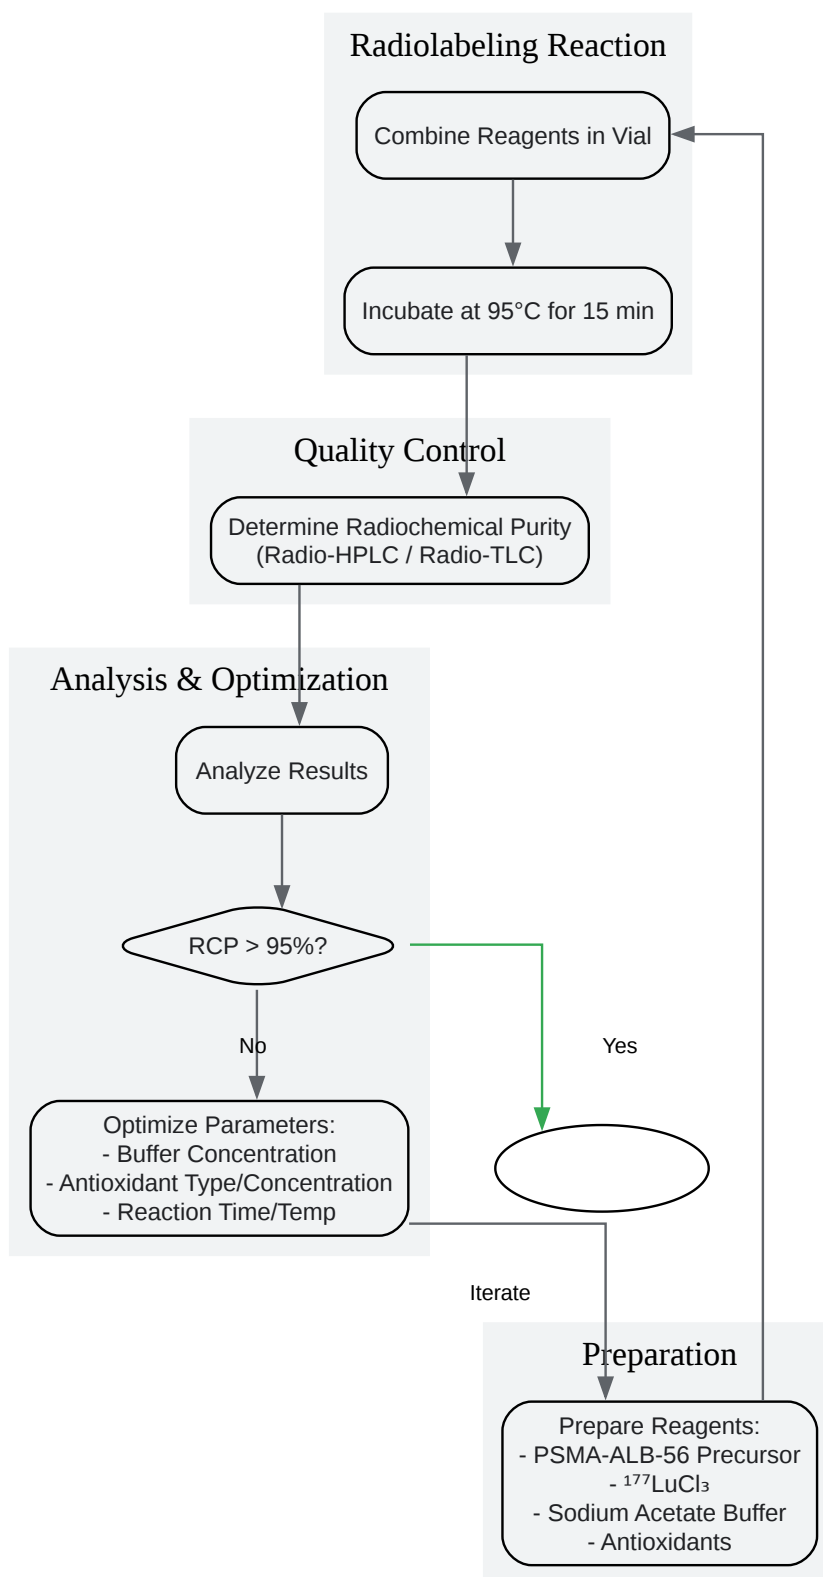 Radiolabeling Reaction
Combine Reagents in Vial
Incubate at 95°C for 15 min
Quality Control
Determine Radiochemical Purity
(Radio-HPLC / Radio-TLC)
Analysis & Optimization
Analyze Results
RCP > 95%?
No
Yes
Optimize Parameters:
- Buffer Concentration
- Antioxidant Type/Concentration
- Reaction Time/Temp
Iterate
Preparation
Prepare Reagents:
- PSMA-ALB-56 Precursor
- ¹⁷⁷LuCl₃
- Sodium Acetate Buffer
- Antioxidants